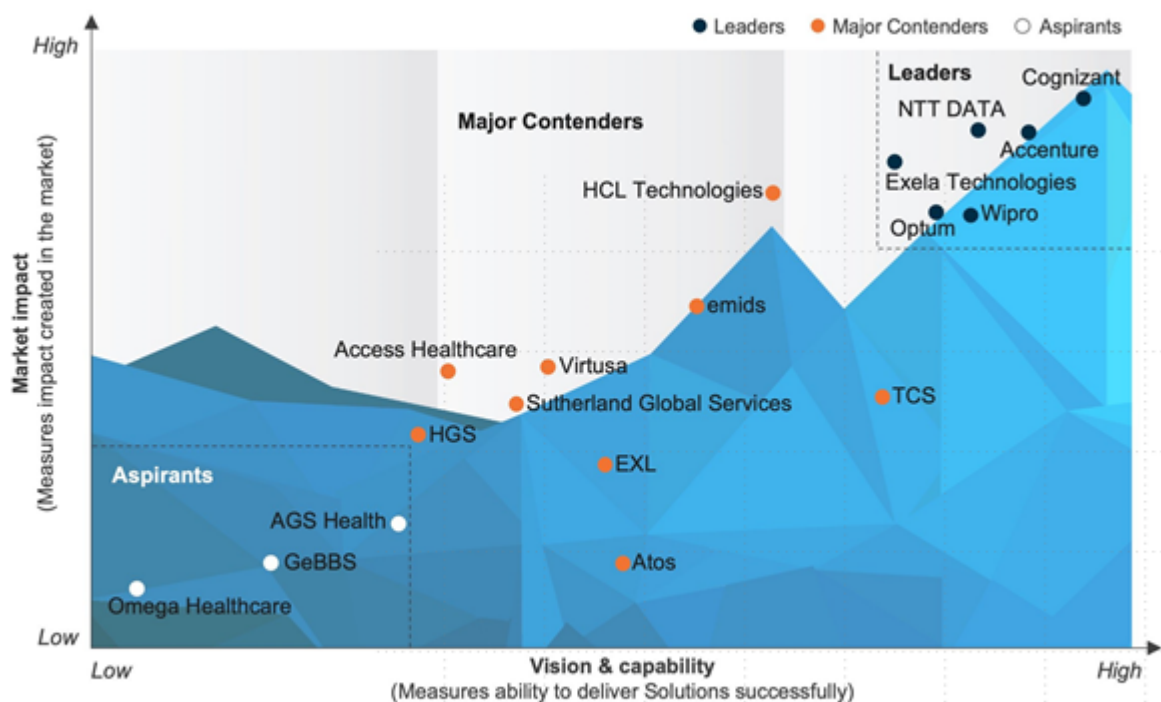 Leaders
Major Contenders
Aspirants
High
Leaders
Cognizant
NTT DATA
Major Contenders
Accenture
HCL Technologies
Exela Technologies
Optum
Wipro
Market impact
(Measures impact created in the market)
emids
Access Healthcare
Virtusa
Sutherland Global Services
TCS
HGS
EXL
Aspirants
AGS Health
GeBBS
Atos
Omega Healthcare
Low
Low
Vision & capability
High
(Measures ability to deliver Solutions successfully)